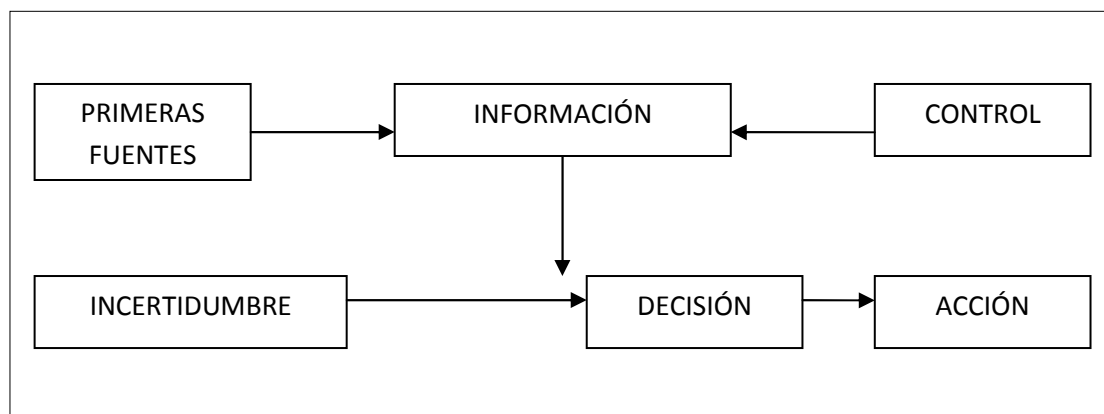 PRIMERAS
FUENTES
INFORMACIÓN
CONTROL
INCERTIDUMBRE
DECISIÓN
ACCIÓN